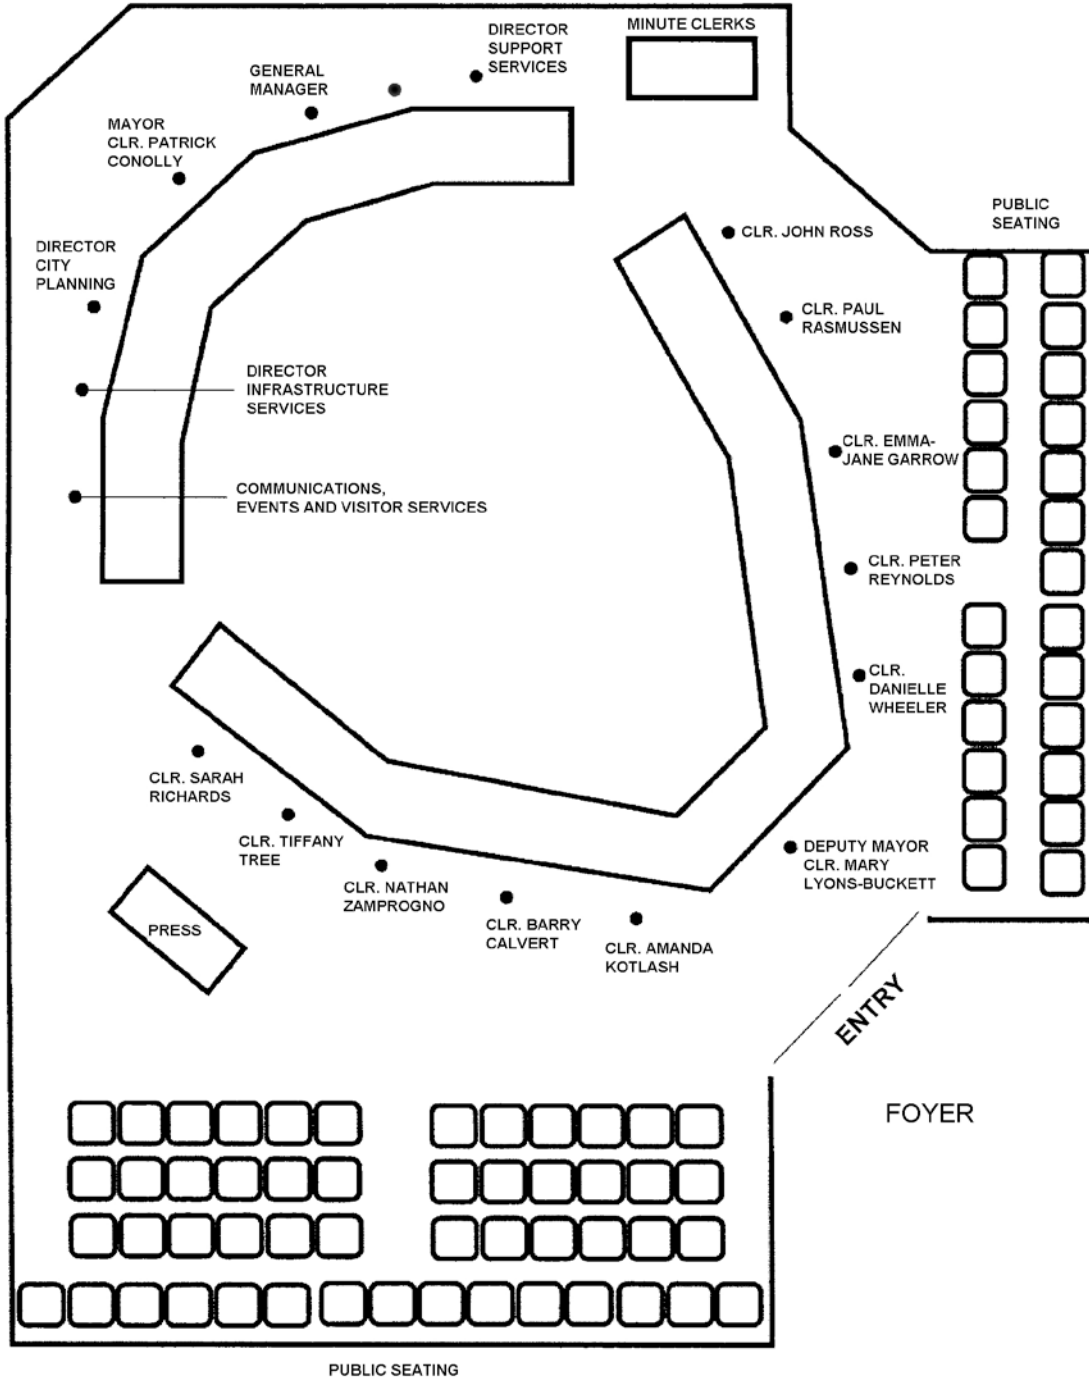 MINUTE CLERKS
DIRECTOR
SUPPORT
SERVICES
GENERAL
MANAGER
MAYOR
CLR. PATRICK
CONOLLY
PUBLIC
SEATING
CLR. JOHN ROSS
DIRECTOR
CITY
PLANNING
CLR. PAUL
RASMUSSEN
DIRECTOR
INFRASTRUCTURE
SERVICES
CLR. EMMA-
JANE GARROW
COMMUNICATIONS,
EVENTS AND VISITOR SERVICES
CLR. PETER
REYNOLDS
CLR.
DANIELLE
WHEELER
CLR. SARAH
RICHARDS
CLR. TIFFANY
TREE
DEPUTY MAYOR
CLR. MARY
LYONS-BUCKETT
CLR. NATHAN
ZAMPROGNO
CLR. BARRY
CALVERT
CLR. AMANDA
KOTLASH
PRESS
ENTRY
FOYER
PUBLIC SEATING